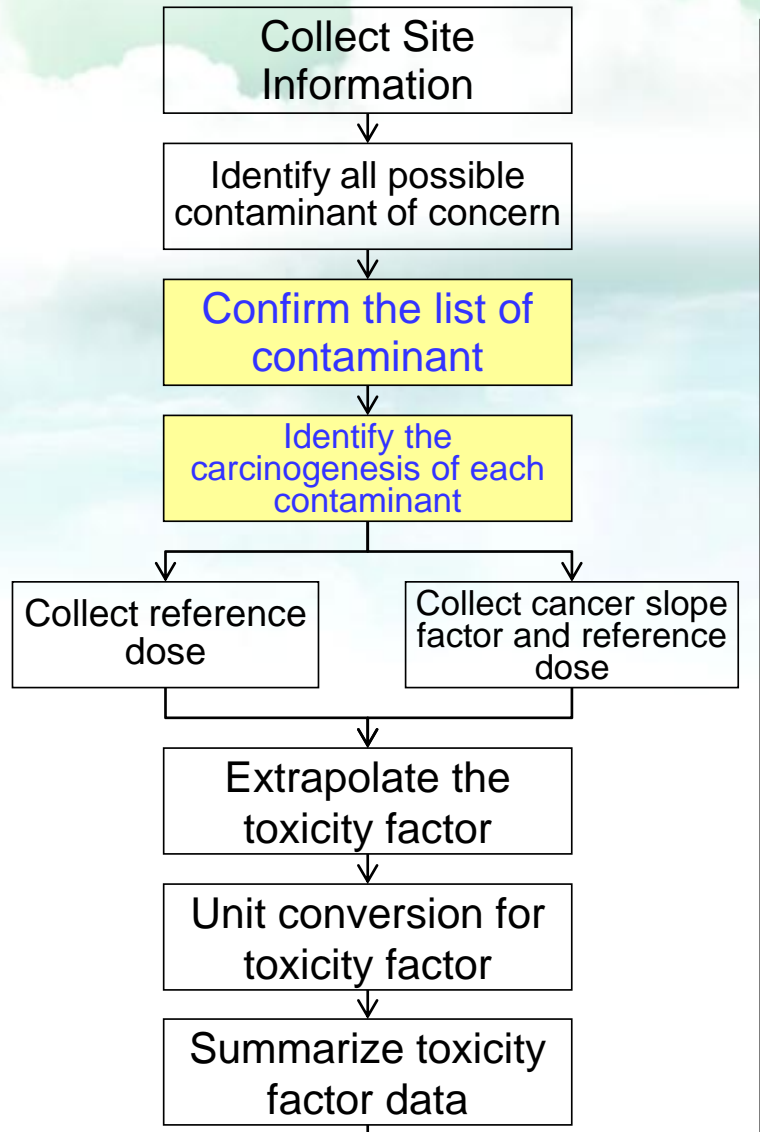 Collect Site
Information
Identify all possible
contaminant of concern
Confirm the list of
contaminant
Identify the
carcinogenesis of each
contaminant
Collect reference
dose
Collect cancer slope
factor and reference
dose
Extrapolate the
toxicity factor
Unit conversion for
toxicity factor
Summarize toxicity
factor data